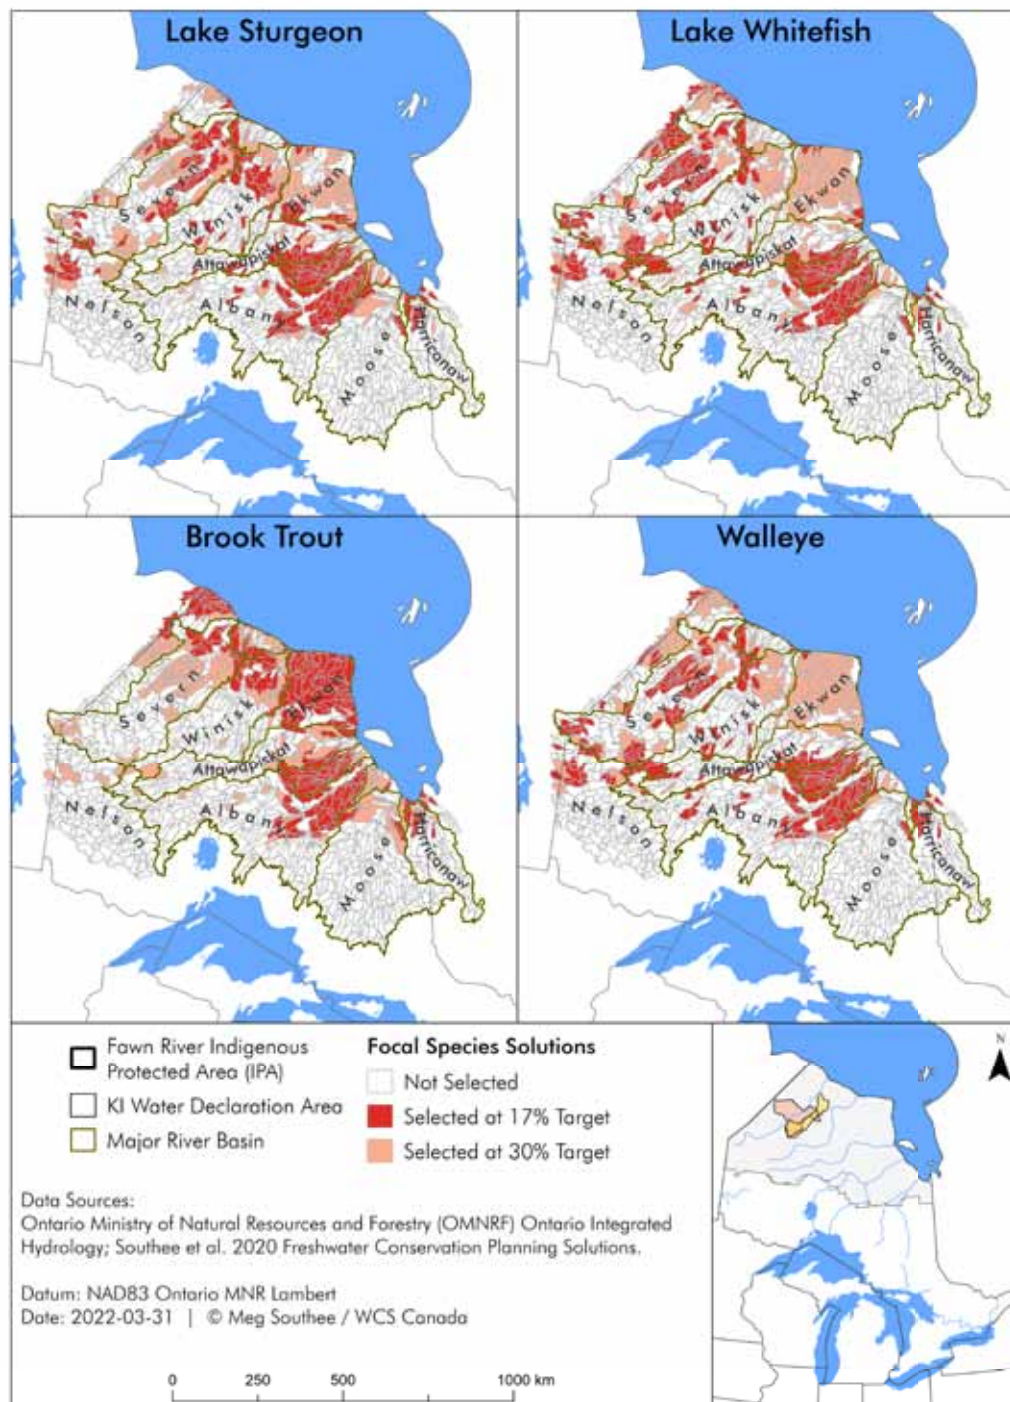 Lake Sturgeon
Severn
Winisk
Ekwan
Attawapiskat
Nelson
Albany
Moose
Harricanaw
Lake Whitefish
Severn
Winisk
Ekwan
Attawapiskat
Nelson
Albany
Moose
Harricanaw
Brook Trout
Severn
Winisk
Ekwan
Attawapiskat
Nelson
Albany
Moose
Harricanaw
Walleye
Severn
Winisk
Ekwan
Attawapiskat
Nelson
Albany
Moose
Harricanaw
Fawn River Indigenous
Protected Area (IPA)
KI Water Declaration Area
Major River Basin
Focal Species Solutions
Not Selected
Selected at 17% Target
Selected at 30% Target
Data Sources:
Ontario Ministry of Natural Resources and Forestry (OMNRF) Ontario Integrated
Hydrology; Southee et al. 2020 Freshwater Conservation Planning Solutions.
Datum: NAD83 Ontario MNR Lambert
Date: 2022-03-31 | © Meg Southee / WCS Canada
0 250 500 1000 km
N